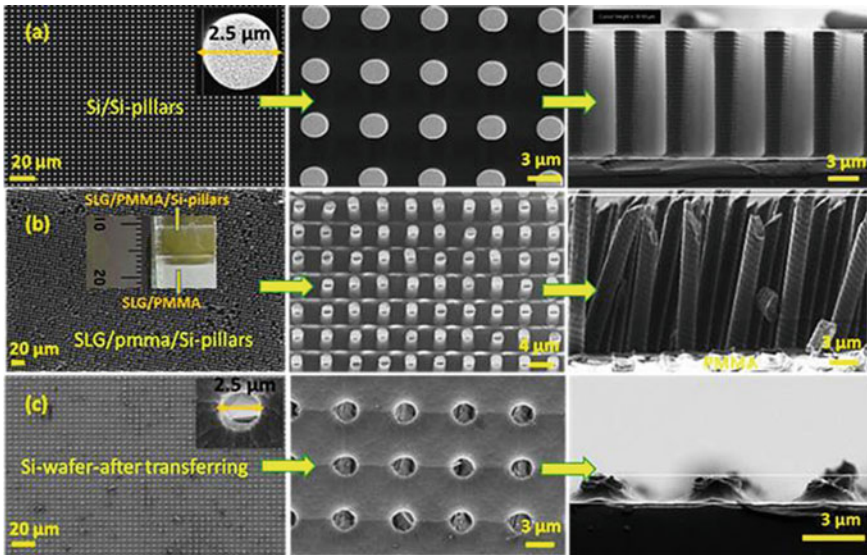 (a)
2.5 µm
Si/Si-pillars
20 µm
3 µm
3 µm
(b)
SLG/PMMA/Si-pillars
10
20
SLG/PMMA
SLG/pmma/Si-pillars
20 µm
4 µm
PMMA
3 µm
(c)
2.5 µm
Si-wafer-after transferring
20 µm
3 µm
3 µm